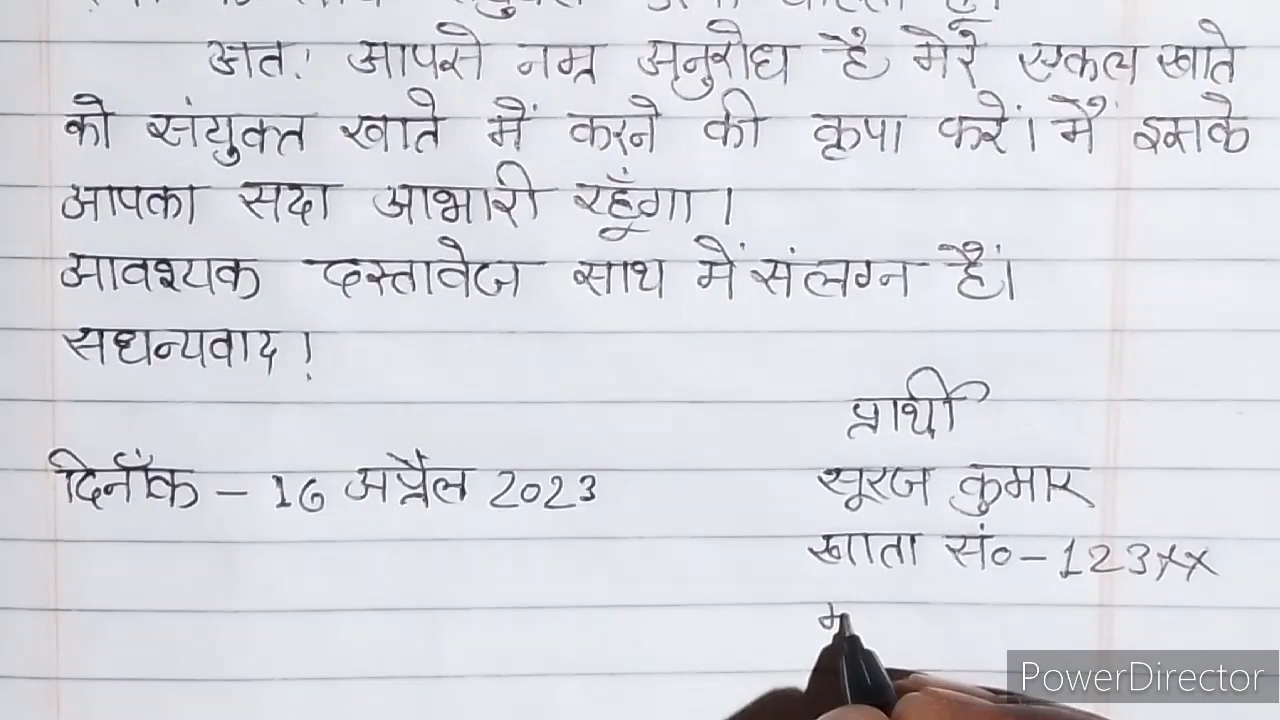 अत: आपसे नम्र अनुरोध है मेरे एकल खाते
को संयुक्त खाते में करने की कृपा करें। मैं इसके
आपका सदा आभारी रहूँगा।
आवश्यक दस्तावेज साथ में संलग्न हैं।
सधन्यवाद!
प्रार्थी
दिनाँक - 16 अप्रैल 2023
सूरज कुमार
खाता सं० - 123xx
PowerDirector